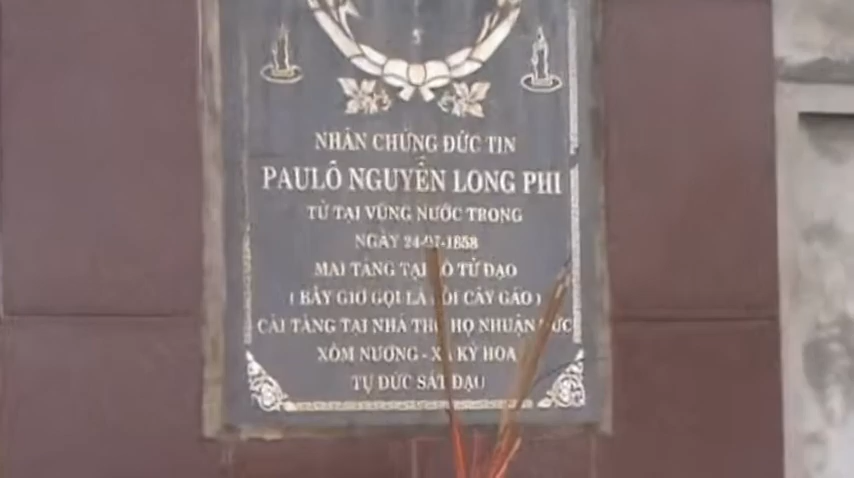 NHÂN CHỨNG ĐỨC TIN
PAULÔ NGUYỄN LONG PHI
TỬ TẠI VŨNG NƯỚC TRONG
NGÀY 24-07-1858
MAI TÁNG TẠI TỬ ĐẠO
( BÂY GIỜ GỌI LÀ CÂY GÁO )
CẢI TÁNG TẠI NHÀ THỜ HỌ NHUẬN ĐỨC
XÓM NƯƠNG - XÃ KỲ HOA
TỰ ĐỨC SÁT ĐẠO